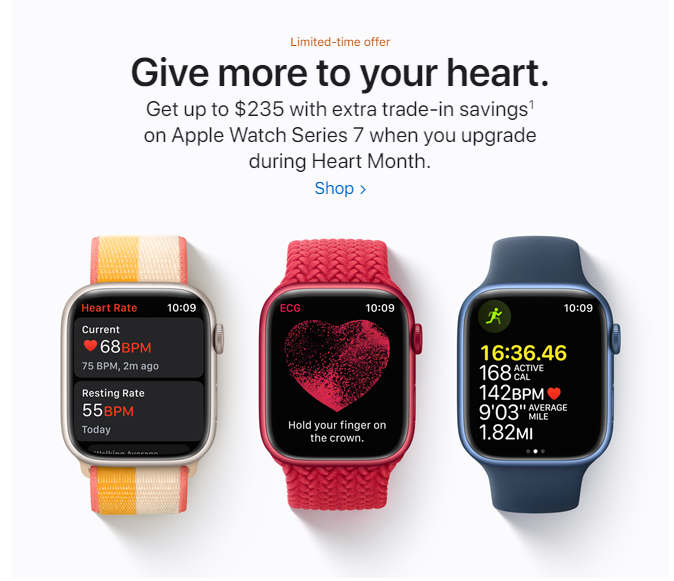 Limited-time offer
Give more to your heart.
Get up to $235 with extra trade-in savings¹
on Apple Watch Series 7 when you upgrade
during Heart Month.
Shop >
Heart Rate 10:09
Current
68BPM
75 BPM, 2m ago
Resting Rate
55BPM
Today
Walking Average
ECG 10:09
Hold your finger on
the crown.
10:09
16:36.46
168 ACTIVE CAL
142BPM
9'03" AVERAGE MILE
1.82MI